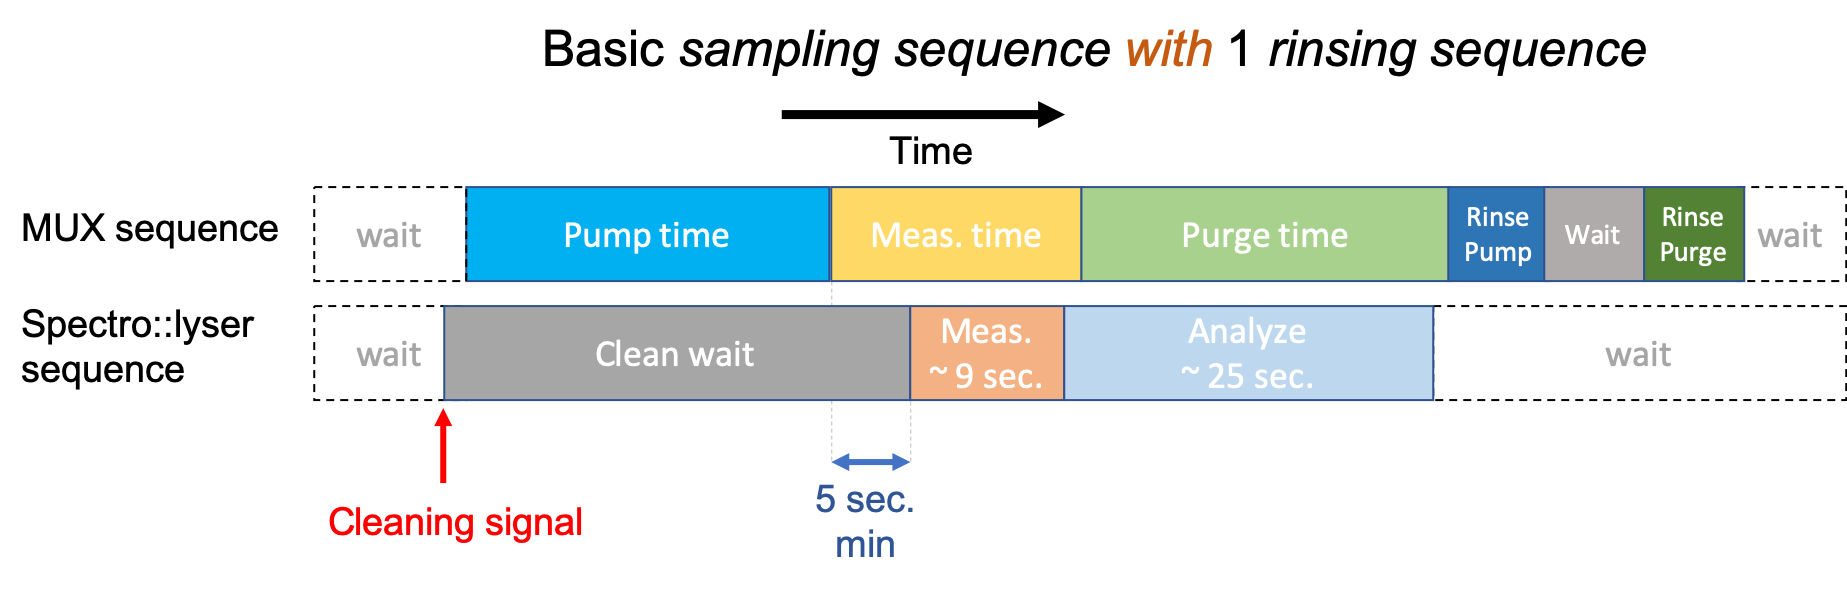 Basic sampling sequence with 1 rinsing sequence
Time
MUX sequence
wait
Pump time
Meas. time
Purge time
Rinse
Pump
Wait
Rinse
Purge
wait
Spectro::lyser
sequence
wait
Clean wait
Meas.
~ 9 sec.
Analyze
~ 25 sec.
wait
Cleaning signal
5 sec.
min